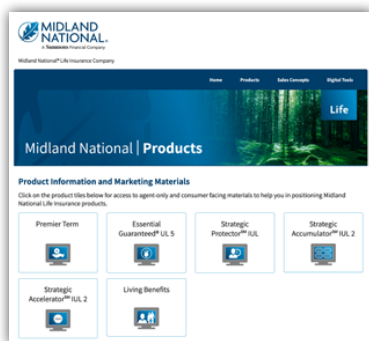 MIDLAND
NATIONAL®
A Sammons Financial Company
Midland National® Life Insurance Company
Home Products Sales Concepts Digital Tools
Life
Midland National | Products
Product Information and Marketing Materials
Click on the product tiles below for access to agent-only and consumer facing materials to help you in positioning Midland
National Life Insurance products.
Premier Term
Essential
Guaranteed® UL 5
Strategic
Protector℠ IUL
Strategic
Accumulator℠ IUL 2
Strategic
Accelerator℠ IUL 2
Living Benefits